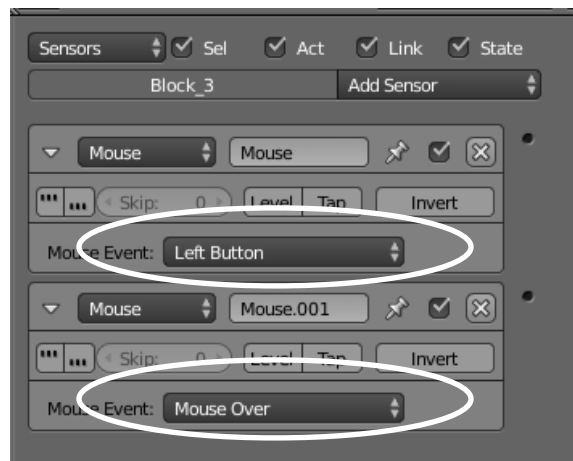 Sensors Sel Act Link State
Block_3 Add Sensor
Mouse Mouse
Skip: 0 Level Tap Invert
Mouse Event: Left Button
Mouse Mouse.001
Skip: 0 Level Tap Invert
Mouse Event: Mouse Over